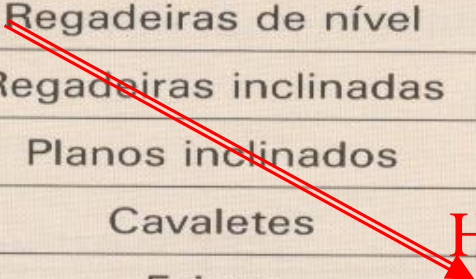 Regadeiras de nível
Regadeiras inclinadas
Planos inclinados
Cavaletes